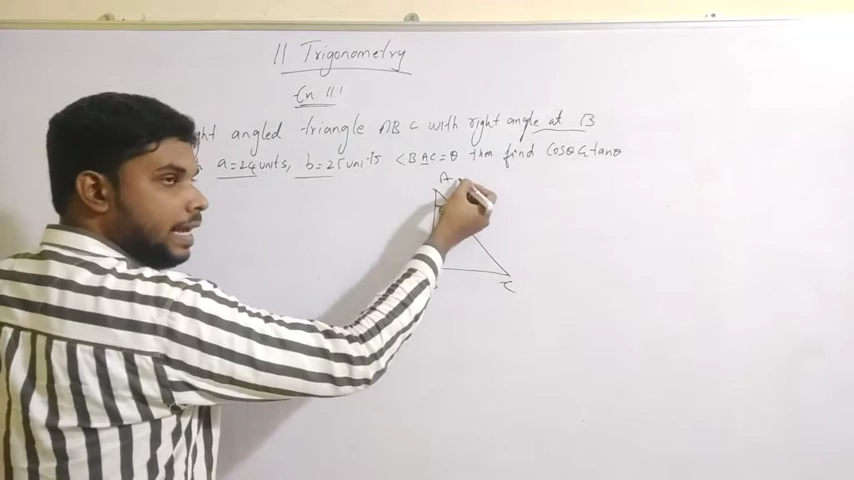 11 Trigonometry
Ex. 11.1
ght angled triangle ABC with right angle at B
a=24units, b=25units <BAC=θ then find Cosθ & tanθ
A
C